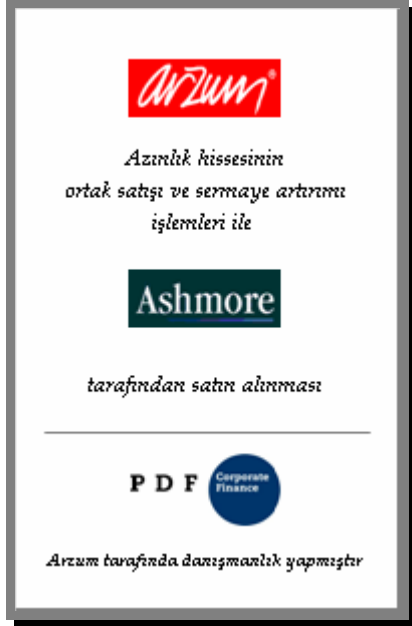 arzum®
Azınlık hissesinin
ortak satışı ve sermaye artırımı
işlemleri ile
Ashmore
tarafından satın alınması
PDF Corporate
Finance
Arzum tarafında danışmanlık yapmıştır